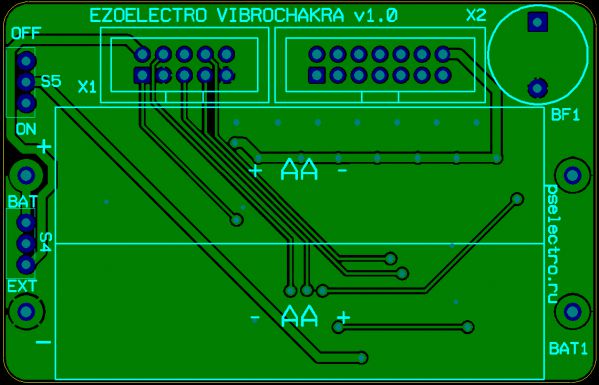 EZOELECTRO VIBROCHAKRA v1.0
X2
OFF
X1
S5
ON
BF1
+
+ AA -
BAT
pselectro.ru
S4
EXT
- AA +
-
BAT1